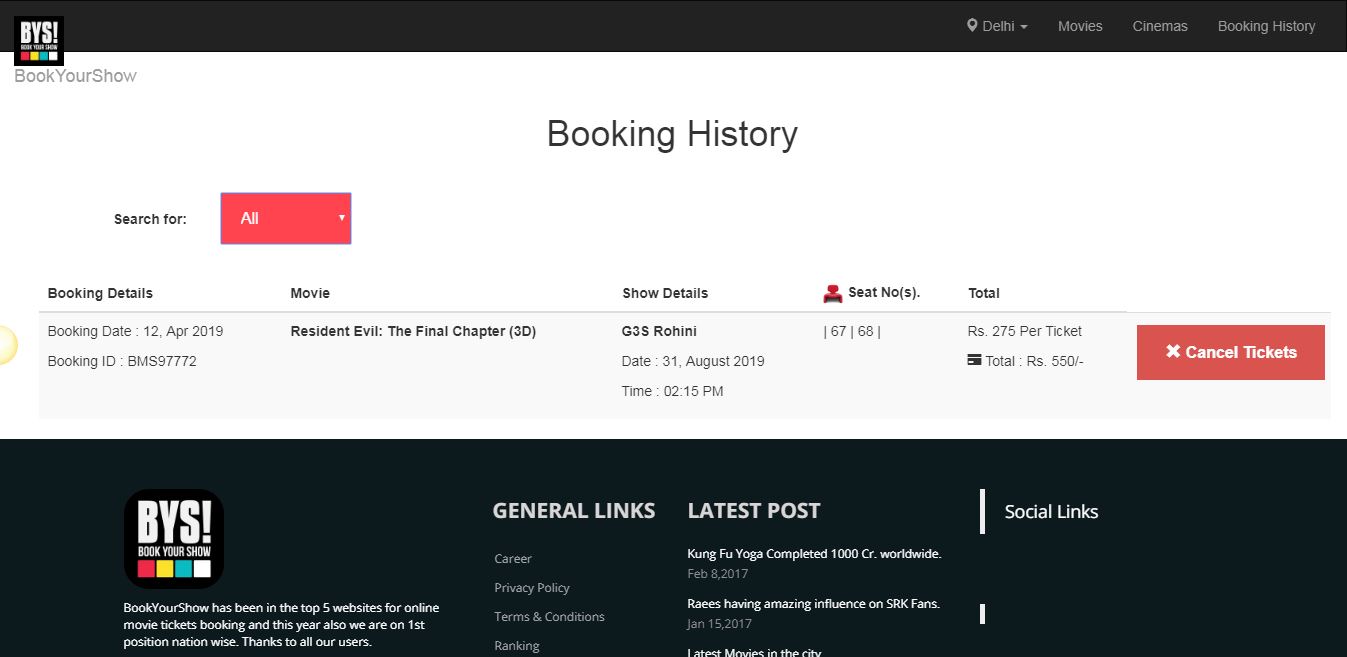 BYS!
BOOK YOUR SHOW
Delhi
Movies
Cinemas
Booking History
BookYourShow
Booking History
Search for:
All
Booking Details
Movie
Show Details
Seat No(s).
Total
Booking Date : 12, Apr 2019
Resident Evil: The Final Chapter (3D)
G3S Rohini
| 67 | 68 |
Rs. 275 Per Ticket
Cancel Tickets
Booking ID : BMS97772
Date : 31, August 2019
Total : Rs. 550/-
Time : 02:15 PM
BYS!
BOOK YOUR SHOW
BookYourShow has been in the top 5 websites for online
movie tickets booking and this year also we are on 1st
position nation wise. Thanks to all our users.
GENERAL LINKS
Career
Privacy Policy
Terms & Conditions
Ranking
LATEST POST
Kung Fu Yoga Completed 1000 Cr. worldwide.
Feb 8,2017
Raees having amazing influence on SRK Fans.
Jan 15,2017
Latest Movies in the city
Social Links